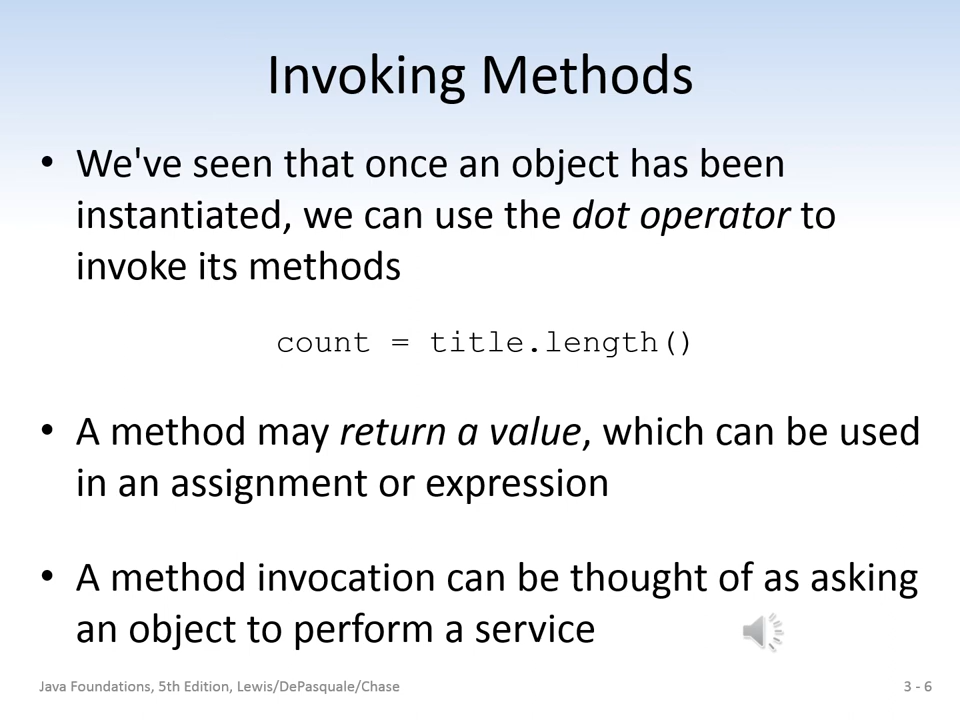 Invoking Methods
• We've seen that once an object has been
instantiated, we can use the dot operator to
invoke its methods
count = title.length()
• A method may return a value, which can be used
in an assignment or expression
• A method invocation can be thought of as asking
an object to perform a service
Java Foundations, 5th Edition, Lewis/DePasquale/Chase
3 - 6